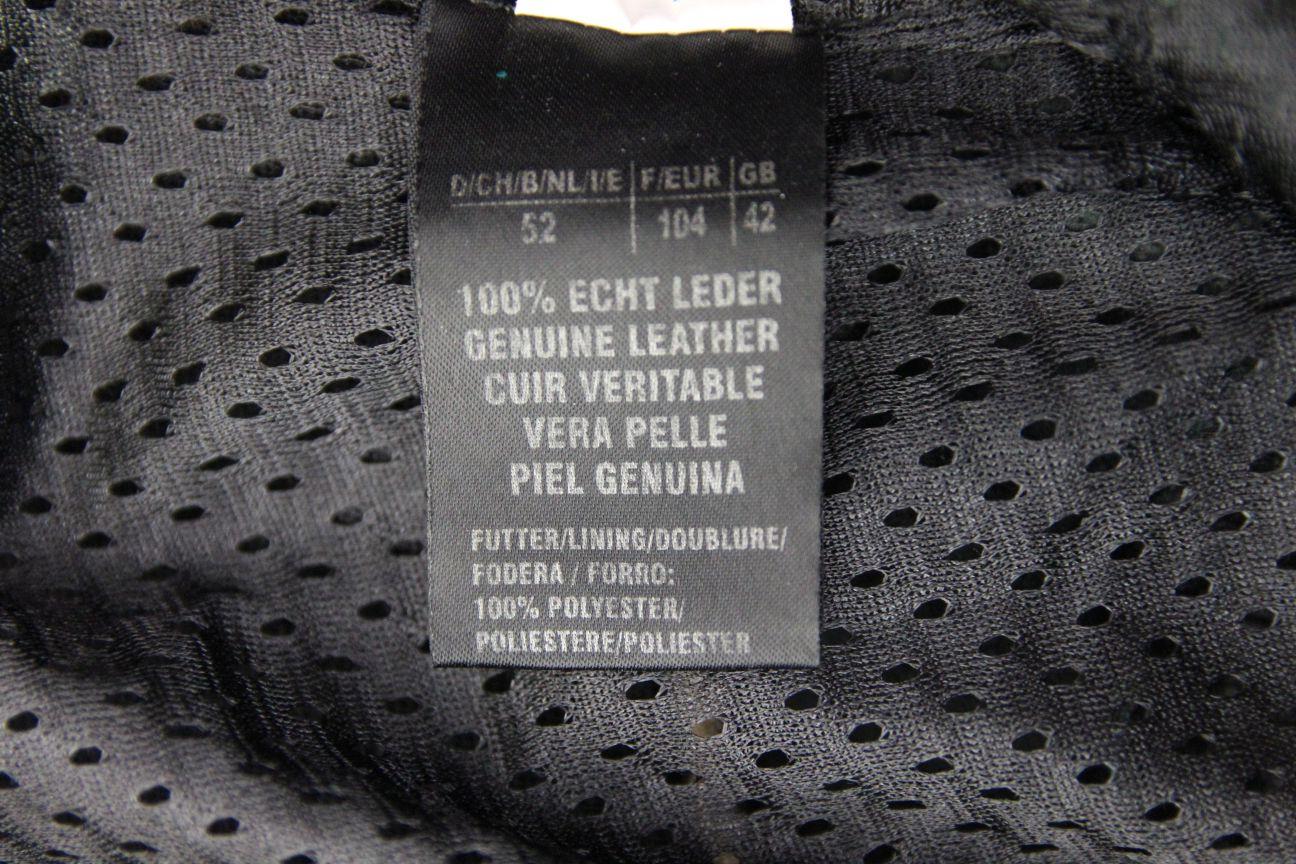 D/CH/B/NL/I/E F/EUR GB
52 104 42
100% ECHT LEDER
GENUINE LEATHER
CUIR VERITABLE
VERA PELLE
PIEL GENUINA
FUTTER/LINING/DOUBLURE/
FODERA / FORRO:
100% POLYESTER/
POLIESTERE/POLIESTER